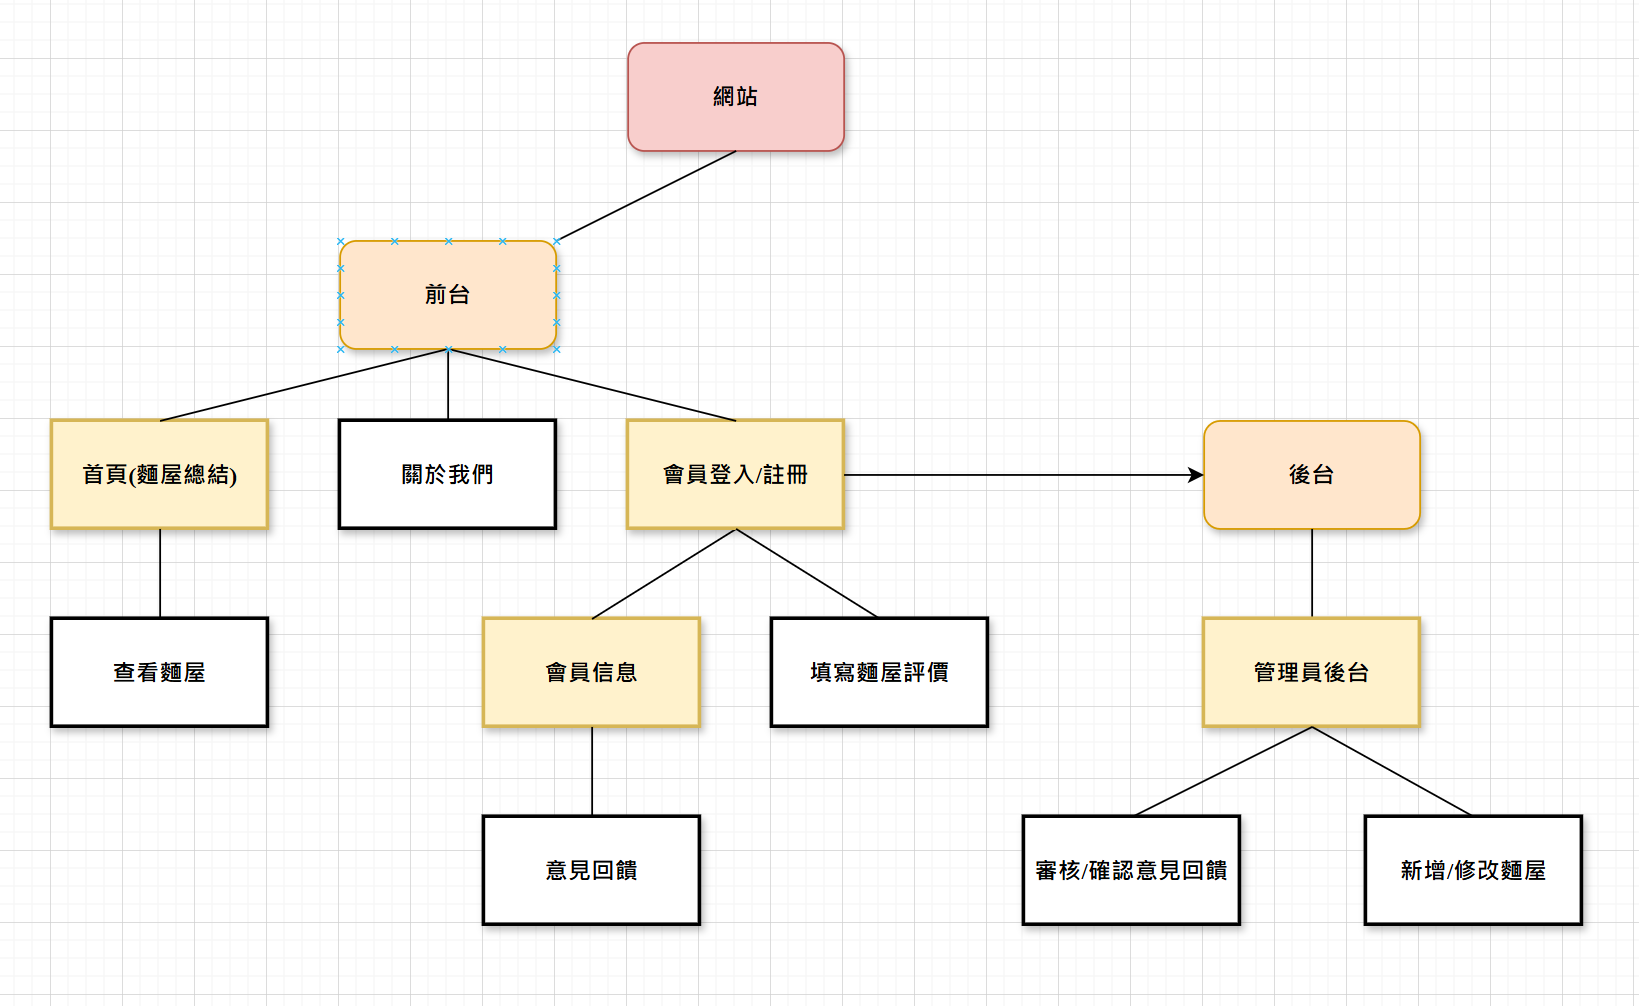 網站
前台
首頁(麵屋總結)
關於我們
會員登入/註冊
後台
查看麵屋
會員信息
填寫麵屋評價
管理員後台
意見回饋
審核/確認意見回饋
新增/修改麵屋